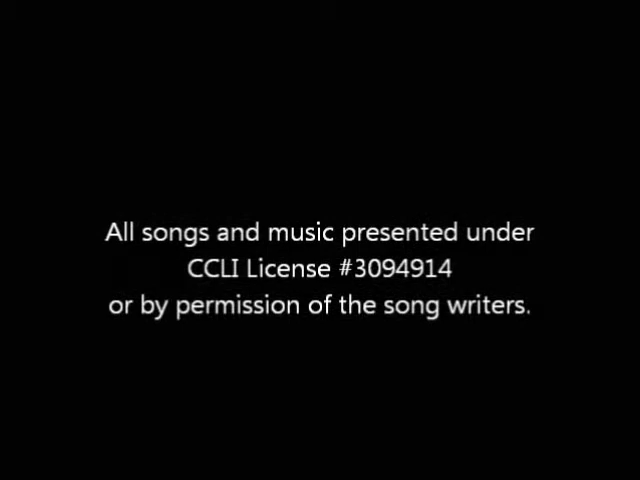 All songs and music presented under
CCLI License #3094914
or by permission of the song writers.